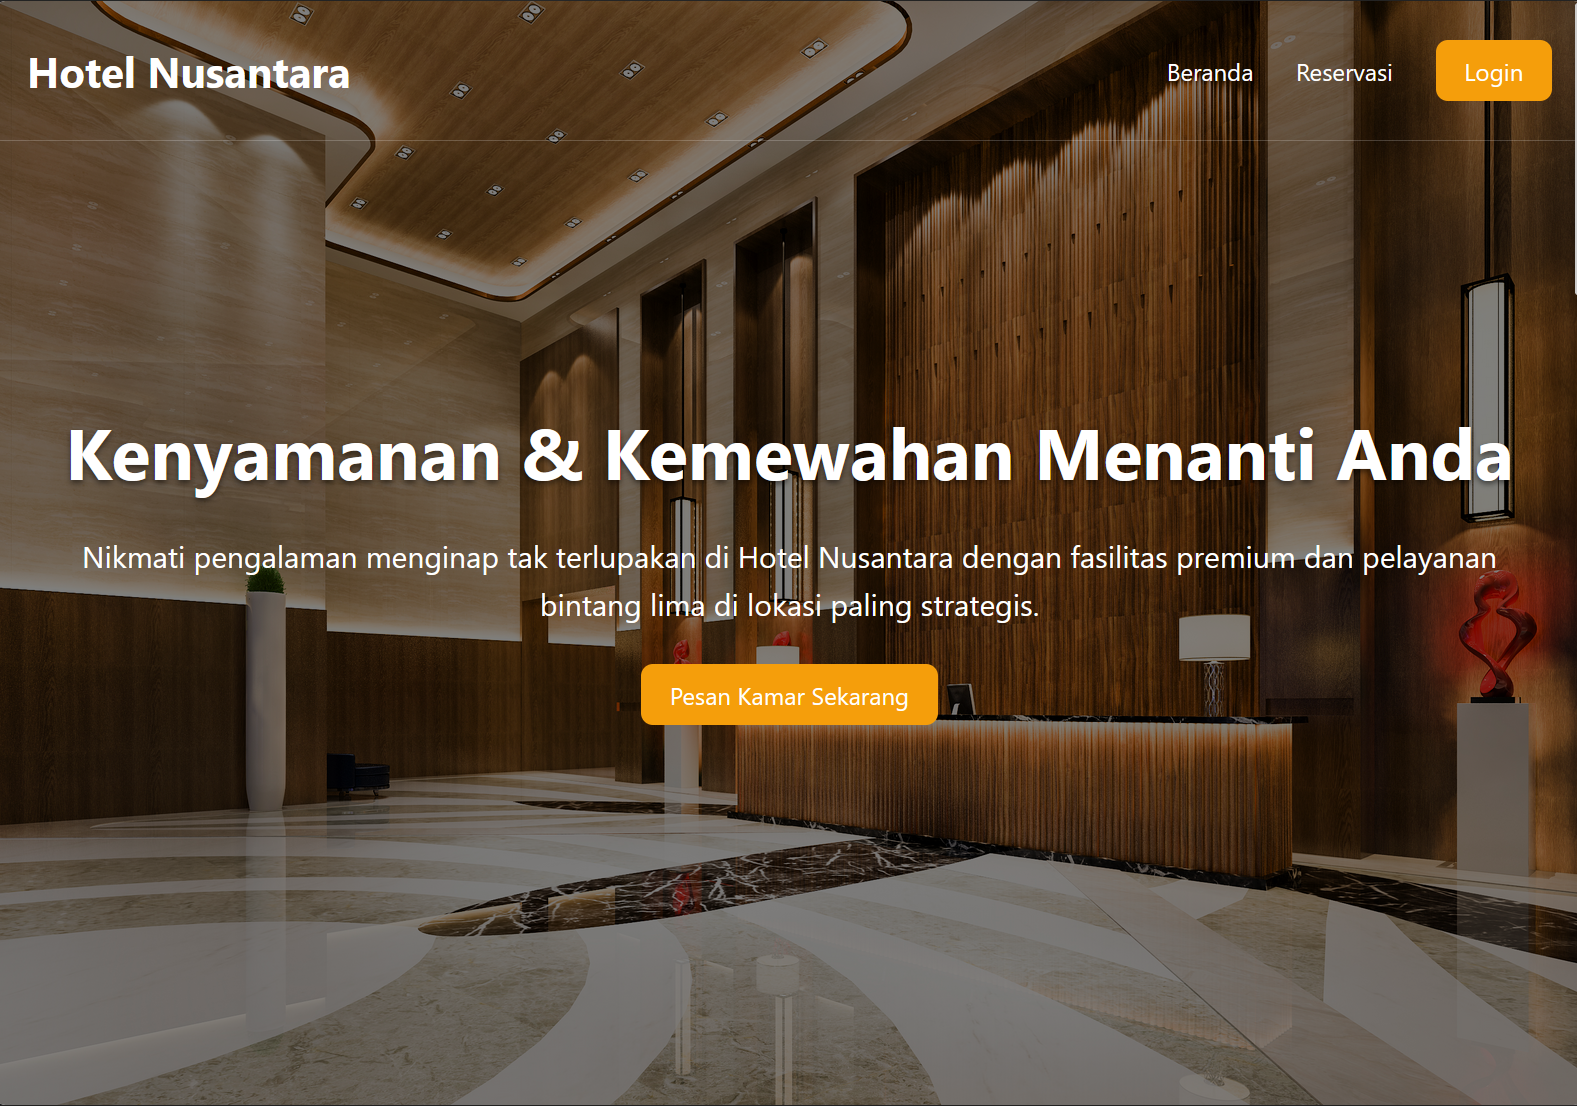 Hotel Nusantara
Beranda
Reservasi
Login
Kenyamanan & Kemewahan Menanti Anda
Nikmati pengalaman menginap tak terlupakan di Hotel Nusantara dengan fasilitas premium dan pelayanan
bintang lima di lokasi paling strategis.
Pesan Kamar Sekarang